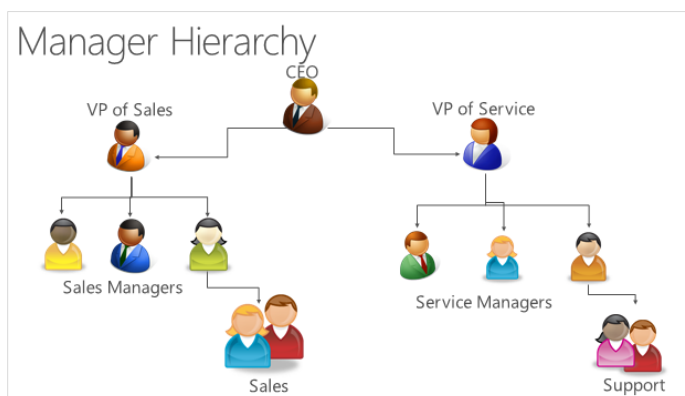 Manager Hierarchy
CEO
VP of Sales
VP of Service
Sales Managers
Service Managers
Sales
Support